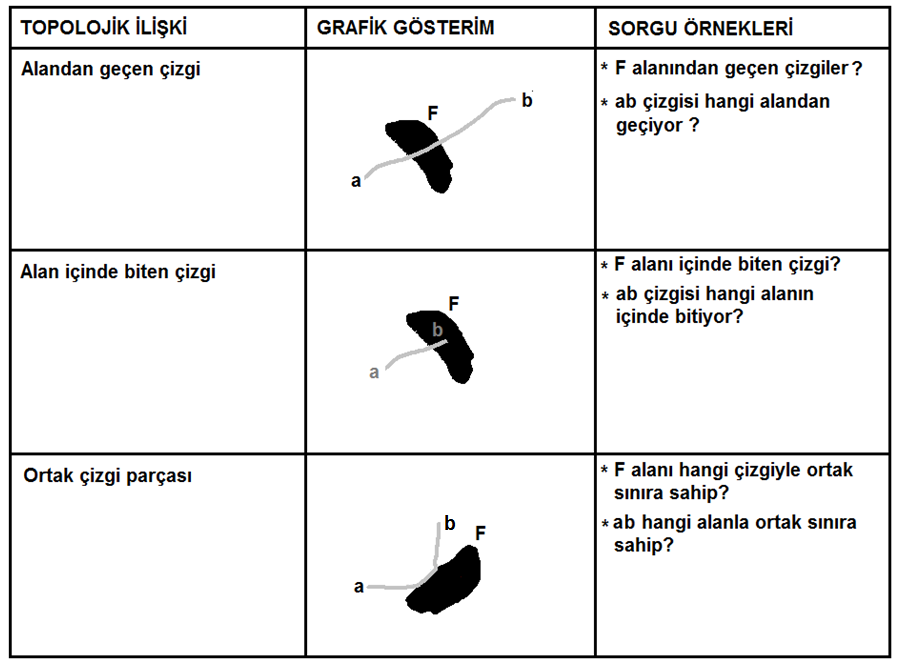 TOPOLOJİK İLİŞKİ
GRAFİK GÖSTERİM
SORGU ÖRNEKLERİ
Alandan geçen çizgi
F
b
a
* F alanından geçen çizgiler ?
* ab çizgisi hangi alandan
geçiyor ?
Alan içinde biten çizgi
F
b
a
* F alanı içinde biten çizgi?
* ab çizgisi hangi alanın
içinde bitiyor?
Ortak çizgi parçası
b
F
a
* F alanı hangi çizgiyle ortak
sınıra sahip?
* ab hangi alanla ortak sınıra
sahip?